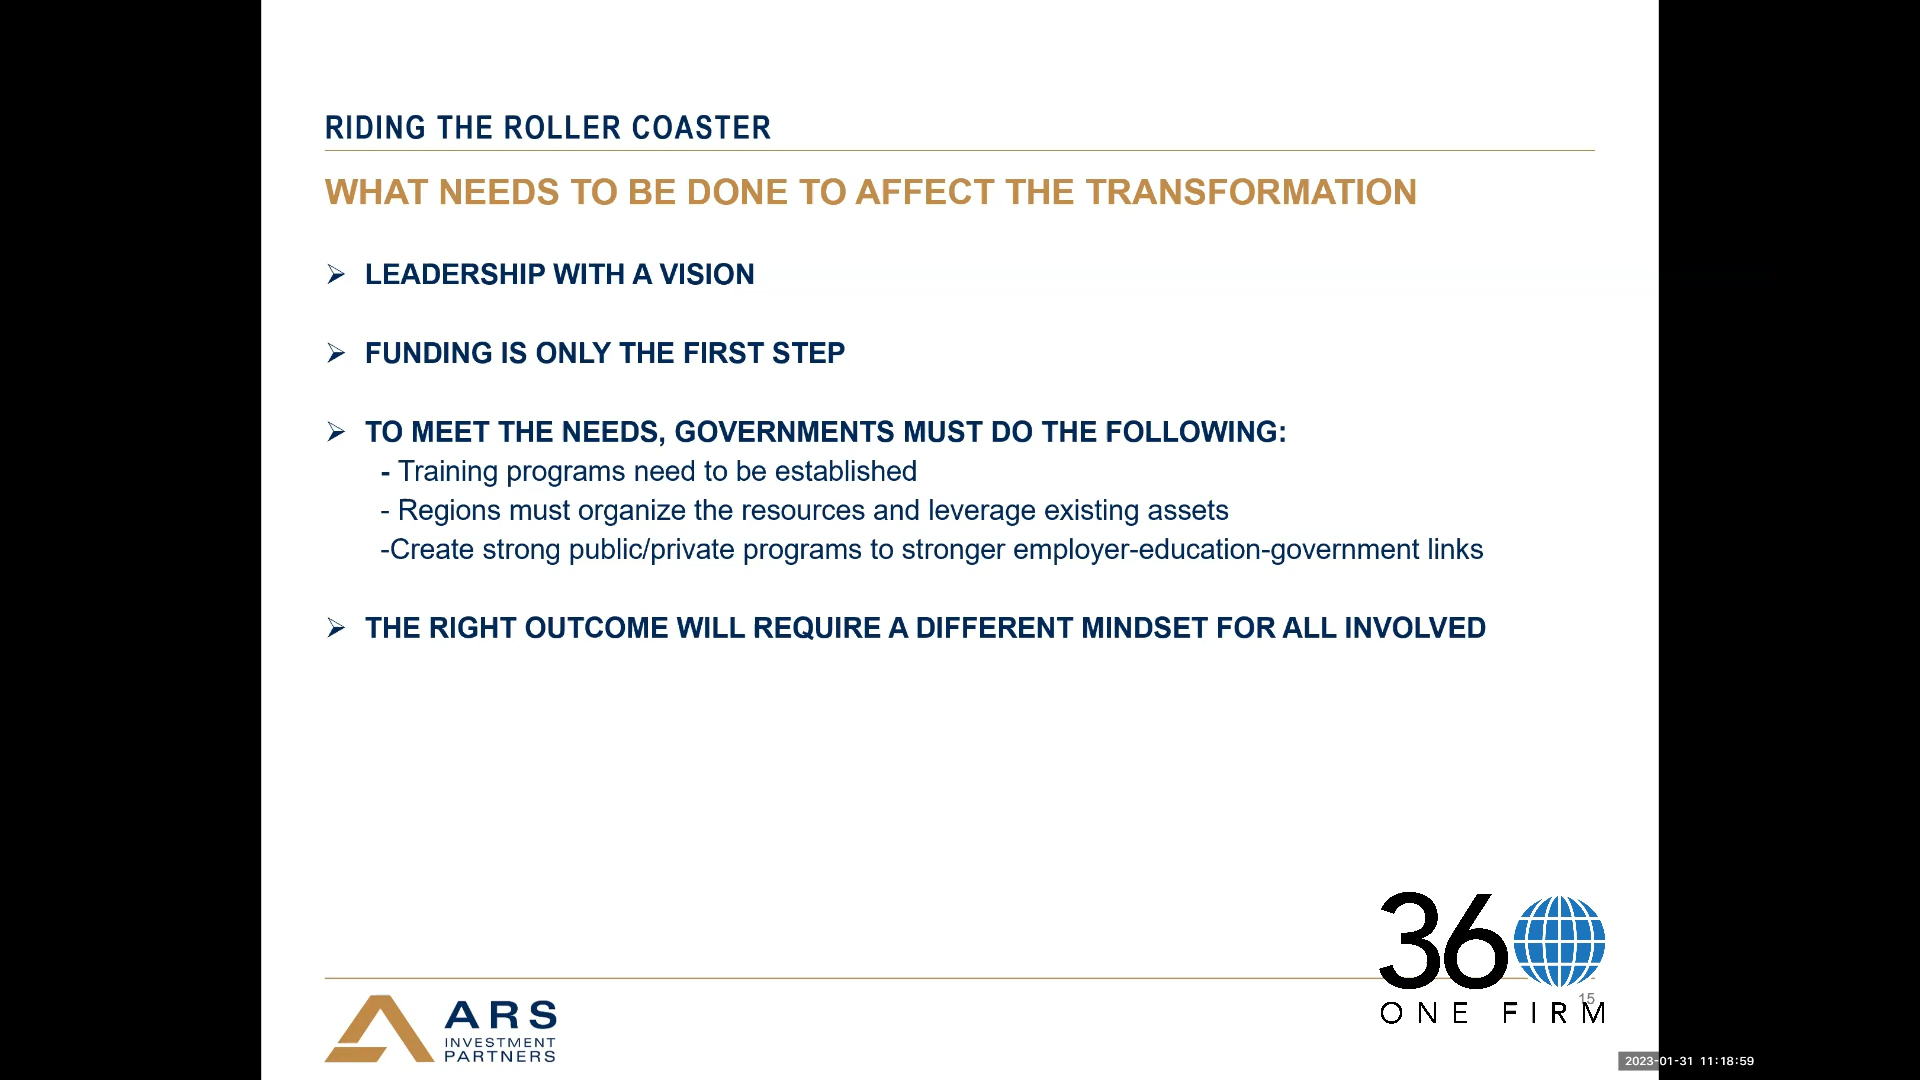 RIDING THE ROLLER COASTER
WHAT NEEDS TO BE DONE TO AFFECT THE TRANSFORMATION
➢ LEADERSHIP WITH A VISION
➢ FUNDING IS ONLY THE FIRST STEP
➢ TO MEET THE NEEDS, GOVERNMENTS MUST DO THE FOLLOWING:
- Training programs need to be established
- Regions must organize the resources and leverage existing assets
-Create strong public/private programs to stronger employer-education-government links
➢ THE RIGHT OUTCOME WILL REQUIRE A DIFFERENT MINDSET FOR ALL INVOLVED
360
ONE FIRM
15
ARS
INVESTMENT
PARTNERS
2023-01-31 11:18:59